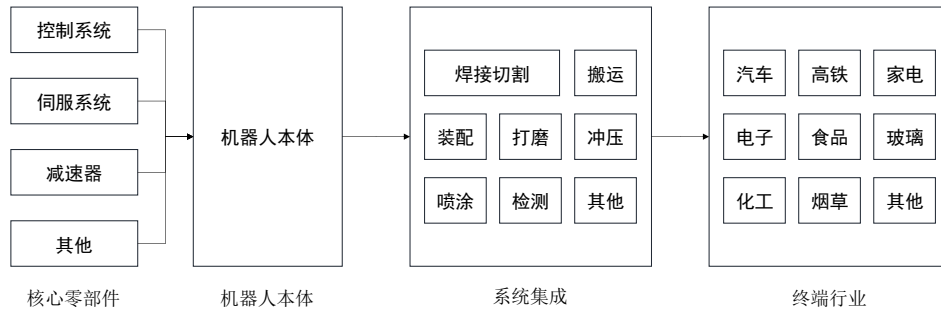 控制系统
伺服系统
减速器
其他
核心零部件
机器人本体
机器人本体
焊接切割 搬运
装配 打磨 冲压
喷涂 检测 其他
系统集成
汽车 高铁 家电
电子 食品 玻璃
化工 烟草 其他
终端行业